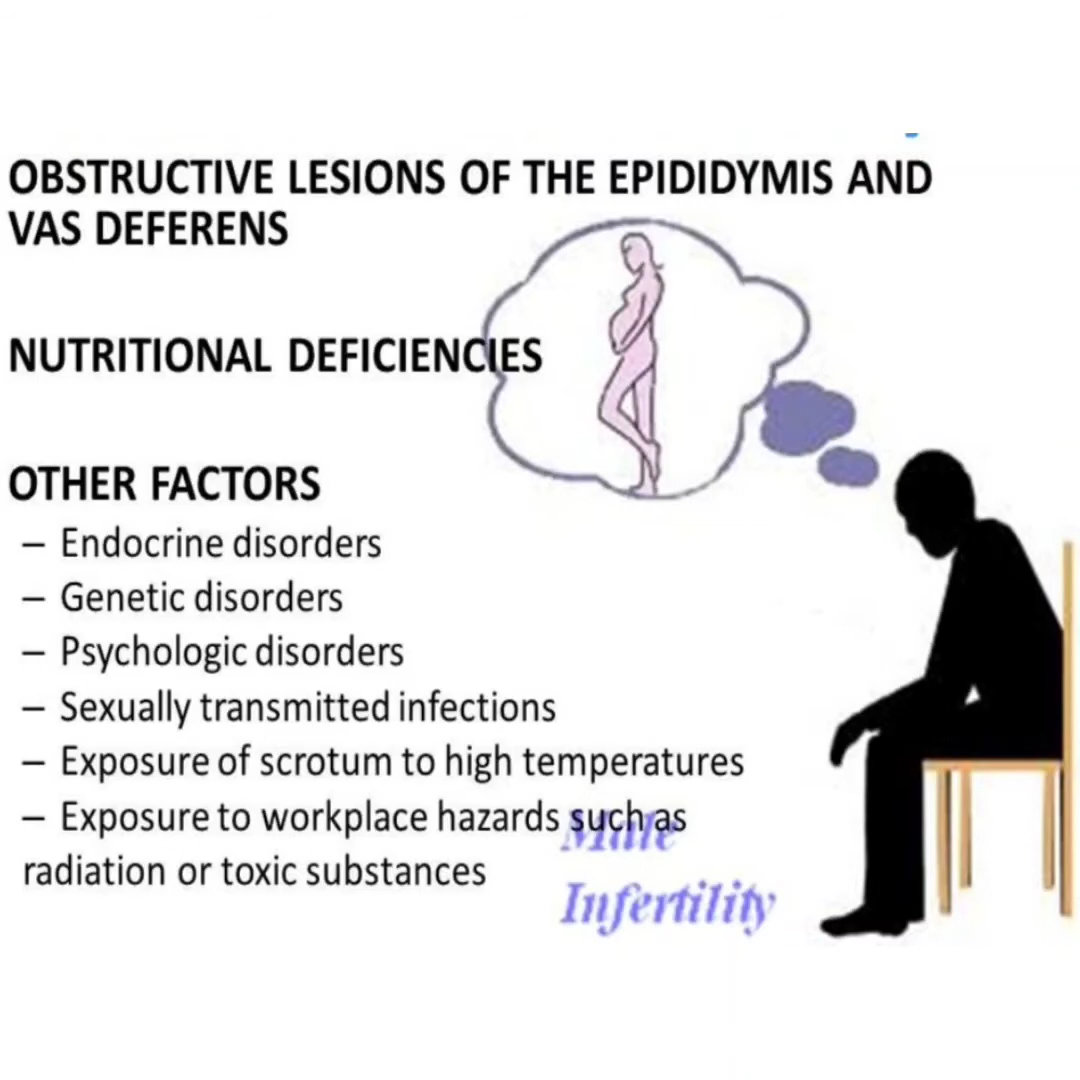 OBSTRUCTIVE LESIONS OF THE EPIDIDYMIS AND
VAS DEFERENS
NUTRITIONAL DEFICIENCIES
OTHER FACTORS
– Endocrine disorders
– Genetic disorders
– Psychologic disorders
– Sexually transmitted infections
– Exposure of scrotum to high temperatures
– Exposure to workplace hazards such as
radiation or toxic substances
Male
Infertility